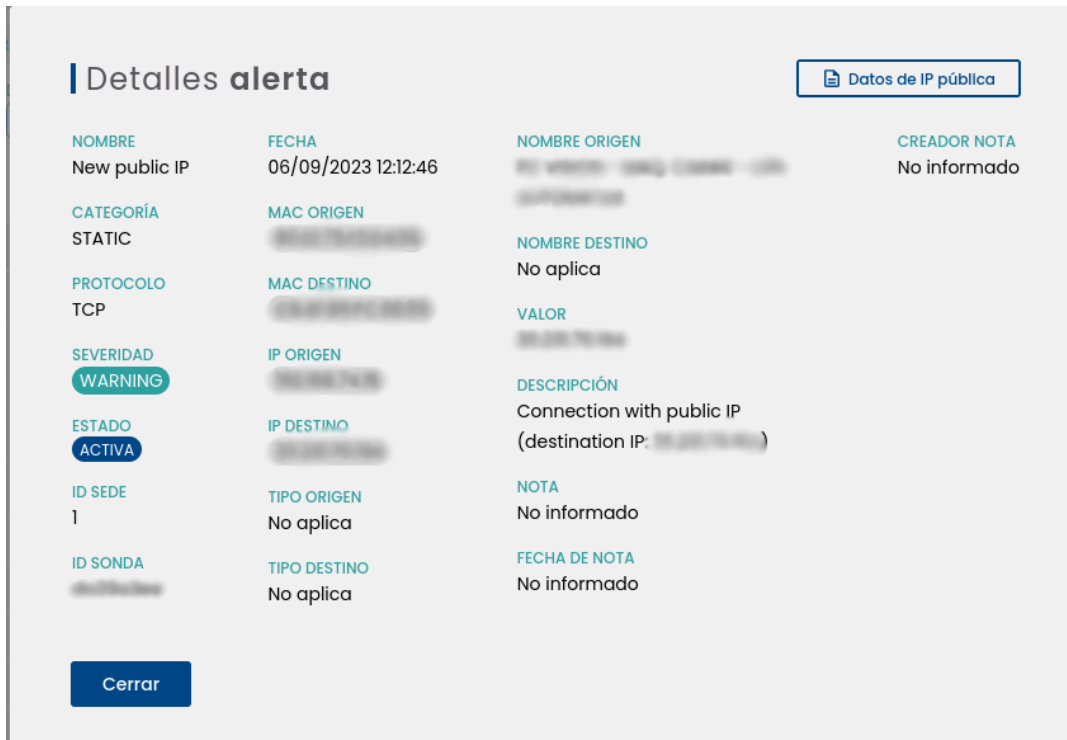 Detalles alerta
Datos de IP pública
NOMBRE
New public IP
CATEGORÍA
STATIC
PROTOCOLO
TCP
SEVERIDAD
WARNING
ESTADO
ACTIVA
ID SEDE
1
ID SONDA
FECHA
06/09/2023 12:12:46
MAC ORIGEN
MAC DESTINO
IP ORIGEN
IP DESTINO
TIPO ORIGEN
No aplica
TIPO DESTINO
No aplica
NOMBRE ORIGEN
NOMBRE DESTINO
No aplica
VALOR
DESCRIPCIÓN
Connection with public IP
(destination IP: )
NOTA
No informado
FECHA DE NOTA
No informado
CREADOR NOTA
No informado
Cerrar